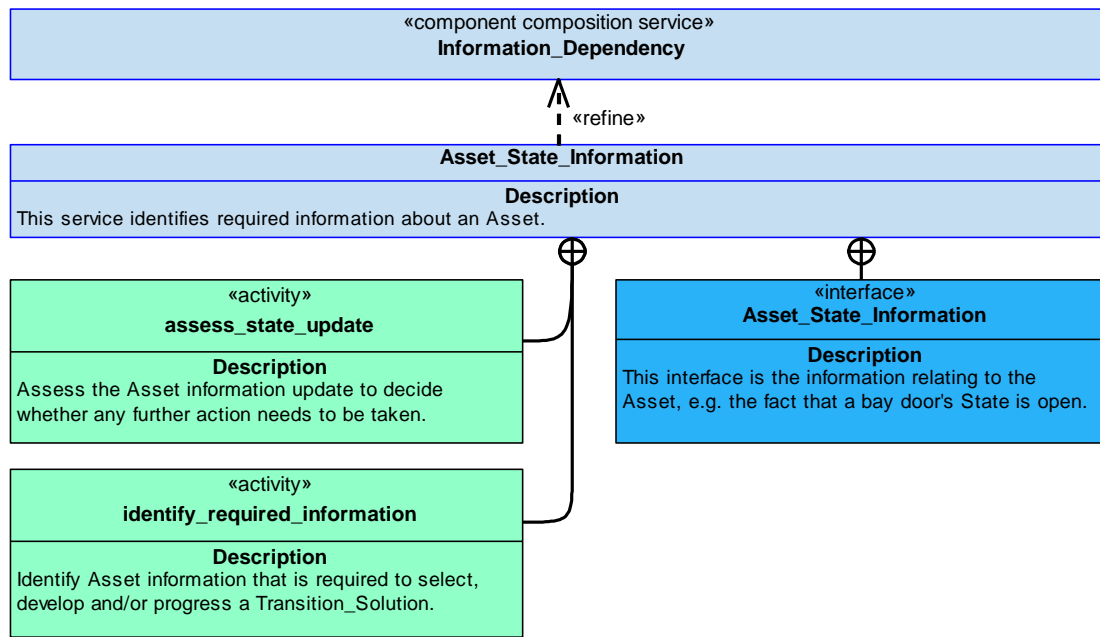 «component composition service»
Information_Dependency
«refine»
Asset_State_Information
Description
This service identifies required information about an Asset.
«activity»
assess_state_update
Description
Assess the Asset information update to decide
whether any further action needs to be taken.
«interface»
Asset_State_Information
Description
This interface is the information relating to the
Asset, e.g. the fact that a bay door's State is open.
«activity»
identify_required_information
Description
Identify Asset information that is required to select,
develop and/or progress a Transition_Solution.